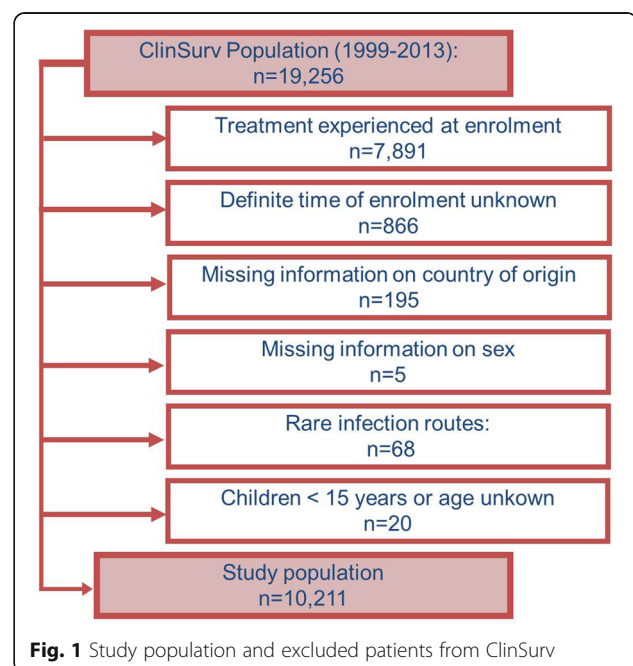 ClinSurv Population (1999-2013):
n=19,256
Treatment experienced at enrolment
n=7,891
Definite time of enrolment unknown
n=866
Missing information on country of origin
n=195
Missing information on sex
n=5
Rare infection routes:
n=68
Children < 15 years or age unkown
n=20
Study population
n=10,211
Fig. 1 Study population and excluded patients from ClinSurv